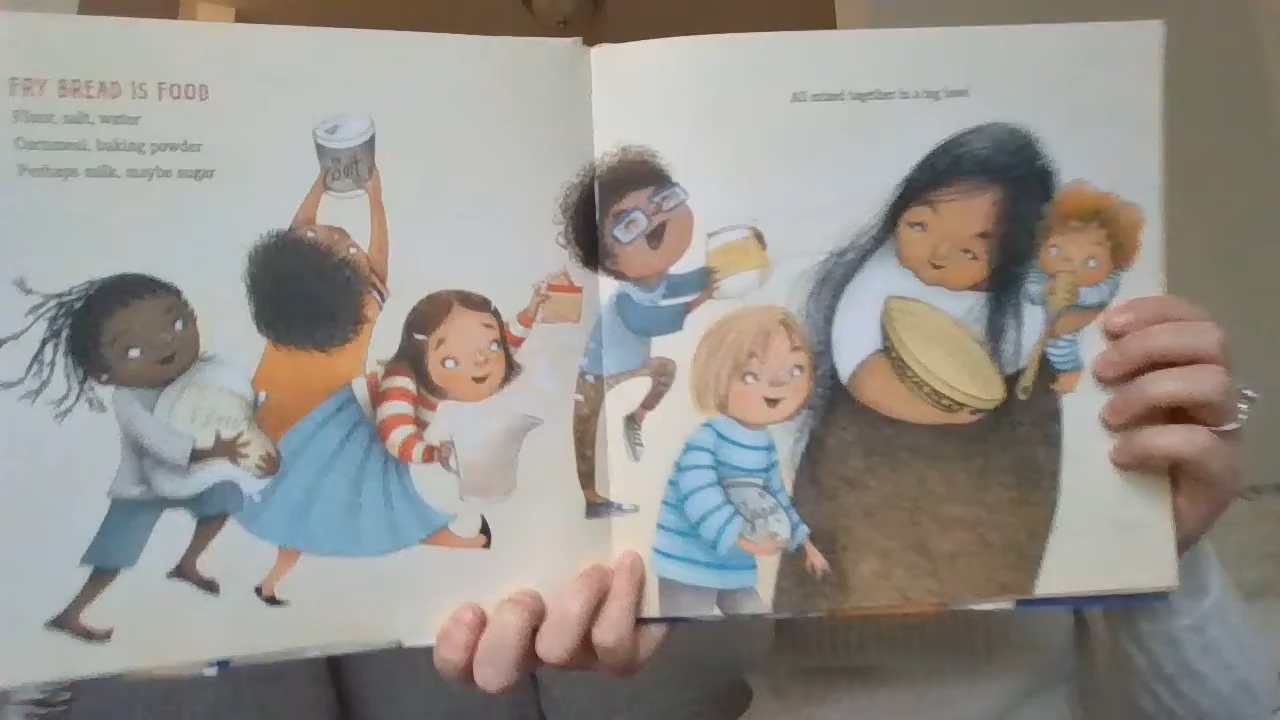 FRY BREAD IS FOOD
Flour, salt, water
Cornmeal, baking powder
Perhaps milk, maybe sugar
All mixed together in a big bowl
Salt
Flour